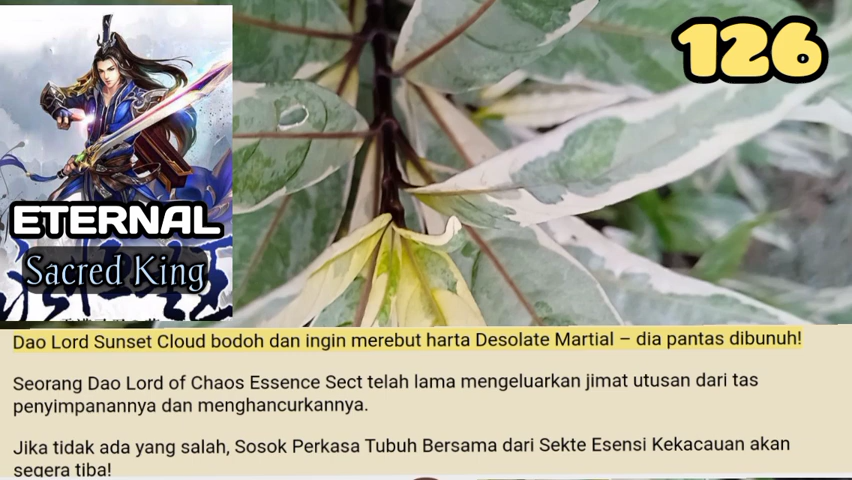 126
ETERNAL
Sacred King
Dao Lord Sunset Cloud bodoh dan ingin merebut harta Desolate Martial – dia pantas dibunuh!
Seorang Dao Lord of Chaos Essence Sect telah lama mengeluarkan jimat utusan dari tas
penyimpanannya dan menghancurkannya.
Jika tidak ada yang salah, Sosok Perkasa Tubuh Bersama dari Sekte Esensi Kekacauan akan
segera tiba!